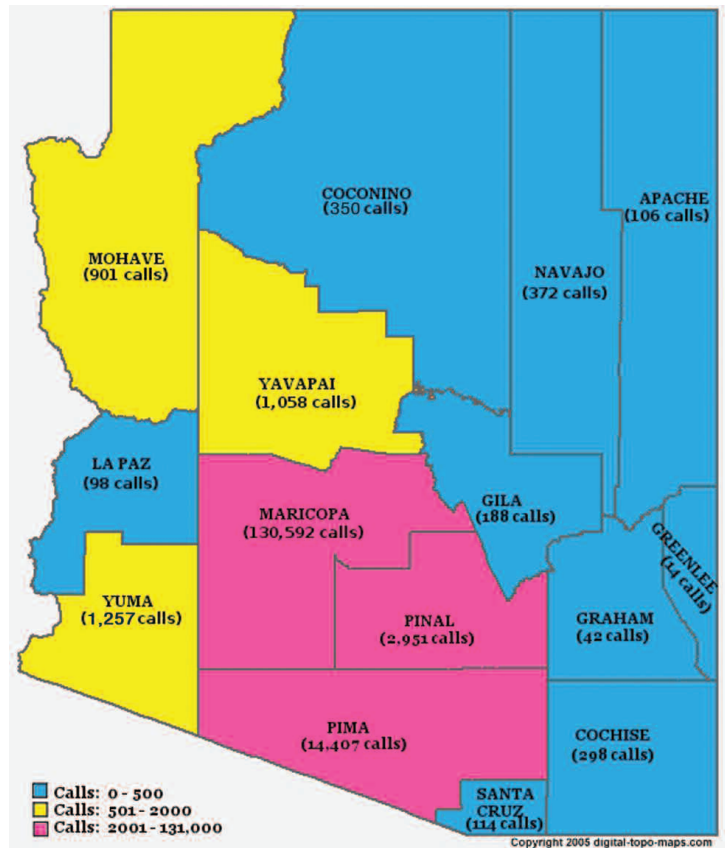 COCONINO
(350 calls)
APACHE
(106 calls)
MOHAVE
(901 calls)
NAVAJO
(372 calls)
YAVAPAI
(1,058 calls)
LA PAZ
(98 calls)
MARICOPA
(130,592 calls)
GILA
(188 calls)
GREENLEE
(14 calls)
YUMA
(1,257 calls)
PINAL
(2,951 calls)
GRAHAM
(42 calls)
PIMA
(14,407 calls)
COCHISE
(298 calls)
SANTA
CRUZ
(114 calls)
Calls: 0 - 500
Calls: 501 - 2000
Calls: 2001 - 131,000
Copyright 2005 digital-topo-maps.com